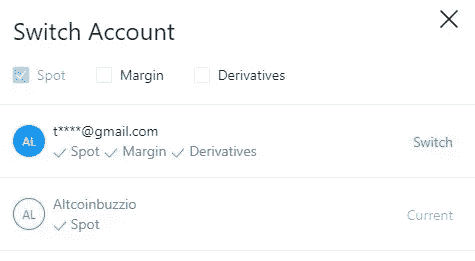 Switch Account
Spot Margin Derivatives
AL
t****@gmail.com
Spot Margin Derivatives
Switch
AL
Altcoinbuzzio
Spot
Current